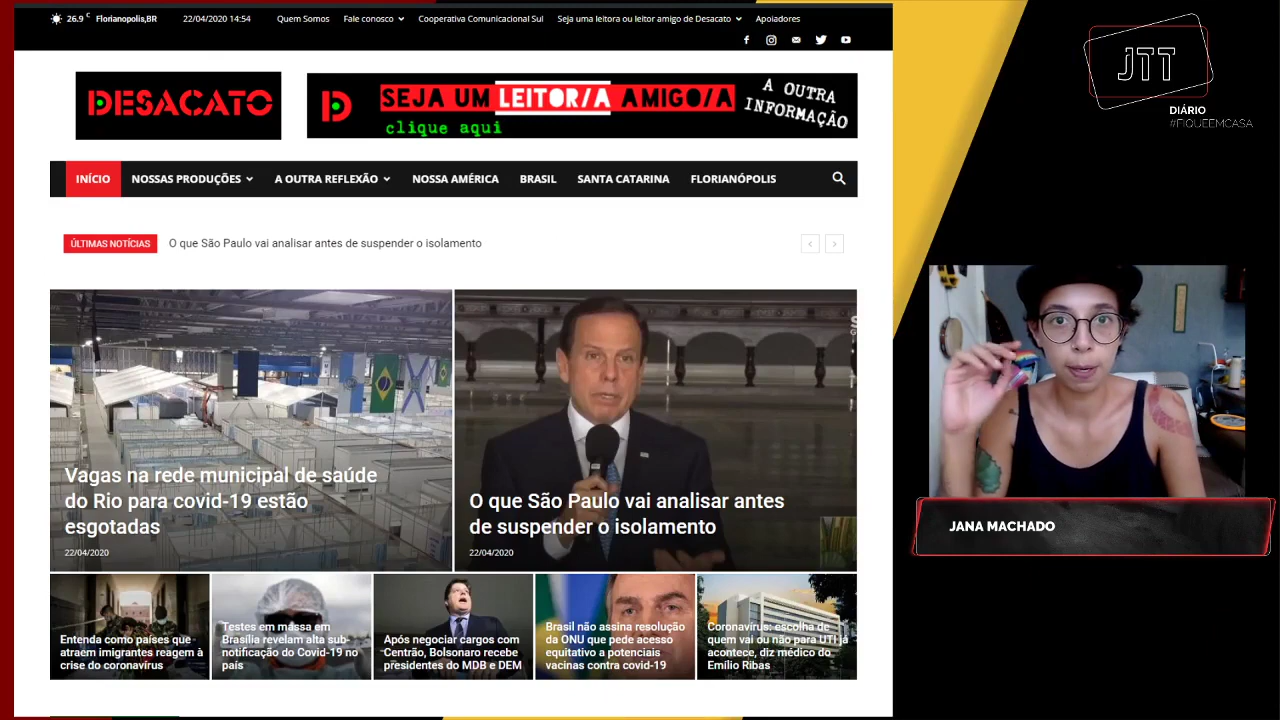 26.9 C Florianopolis,BR 22/04/2020 14:54 Quem Somos Fale conosco Cooperativa Comunicacional Sul Seja uma leitora ou leitor amigo de Desacato Apoiadores
DESACATO
D SEJA UM LEITOR/A AMIGO/A
clique aqui
A OUTRA
INFORMAÇÃO
INÍCIO NOSSAS PRODUÇÕES A OUTRA REFLEXÃO NOSSA AMÉRICA BRASIL SANTA CATARINA FLORIANÓPOLIS
ÚLTIMAS NOTÍCIAS O que São Paulo vai analisar antes de suspender o isolamento
Vagas na rede municipal de saúde
do Rio para covid-19 estão
esgotadas
22/04/2020
O que São Paulo vai analisar antes
de suspender o isolamento
22/04/2020
Entenda como países que
atraem imigrantes reagem à
crise do coronavírus
Testes em massa em
Brasília revelam alta sub-
notificação do Covid-19 no
país
Após negociar cargos com
Centrão, Bolsonaro recebe
presidentes do MDB e DEM
Brasil não assina resolução
da ONU que pede acesso
equitativo a potenciais
vacinas contra covid-19
Coronavírus: escolha de
quem vai ou não para UTI já
acontece, diz médico do
Emílio Ribas
JTT
DIÁRIO
#FIQUEEMCASA
JANA MACHADO